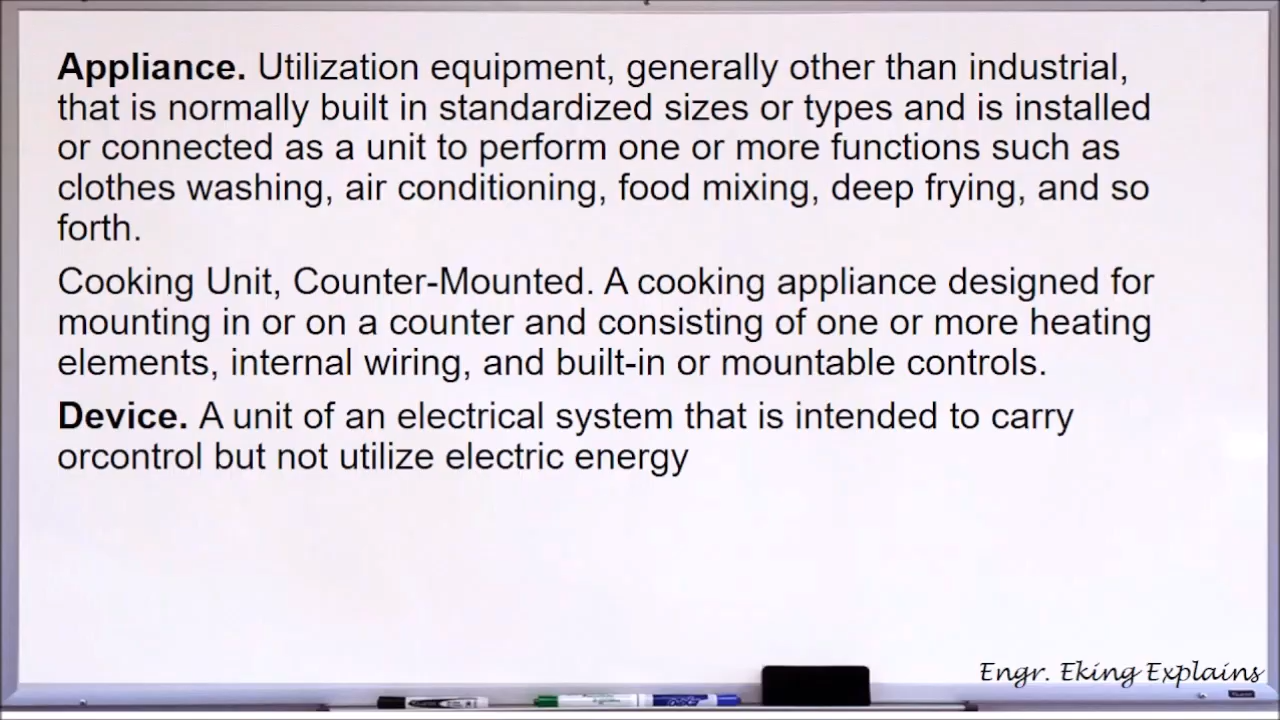 Appliance. Utilization equipment, generally other than industrial,
that is normally built in standardized sizes or types and is installed
or connected as a unit to perform one or more functions such as
clothes washing, air conditioning, food mixing, deep frying, and so
forth.
Cooking Unit, Counter-Mounted. A cooking appliance designed for
mounting in or on a counter and consisting of one or more heating
elements, internal wiring, and built-in or mountable controls.
Device. A unit of an electrical system that is intended to carry
orcontrol but not utilize electric energy
Engr. Eking Explains